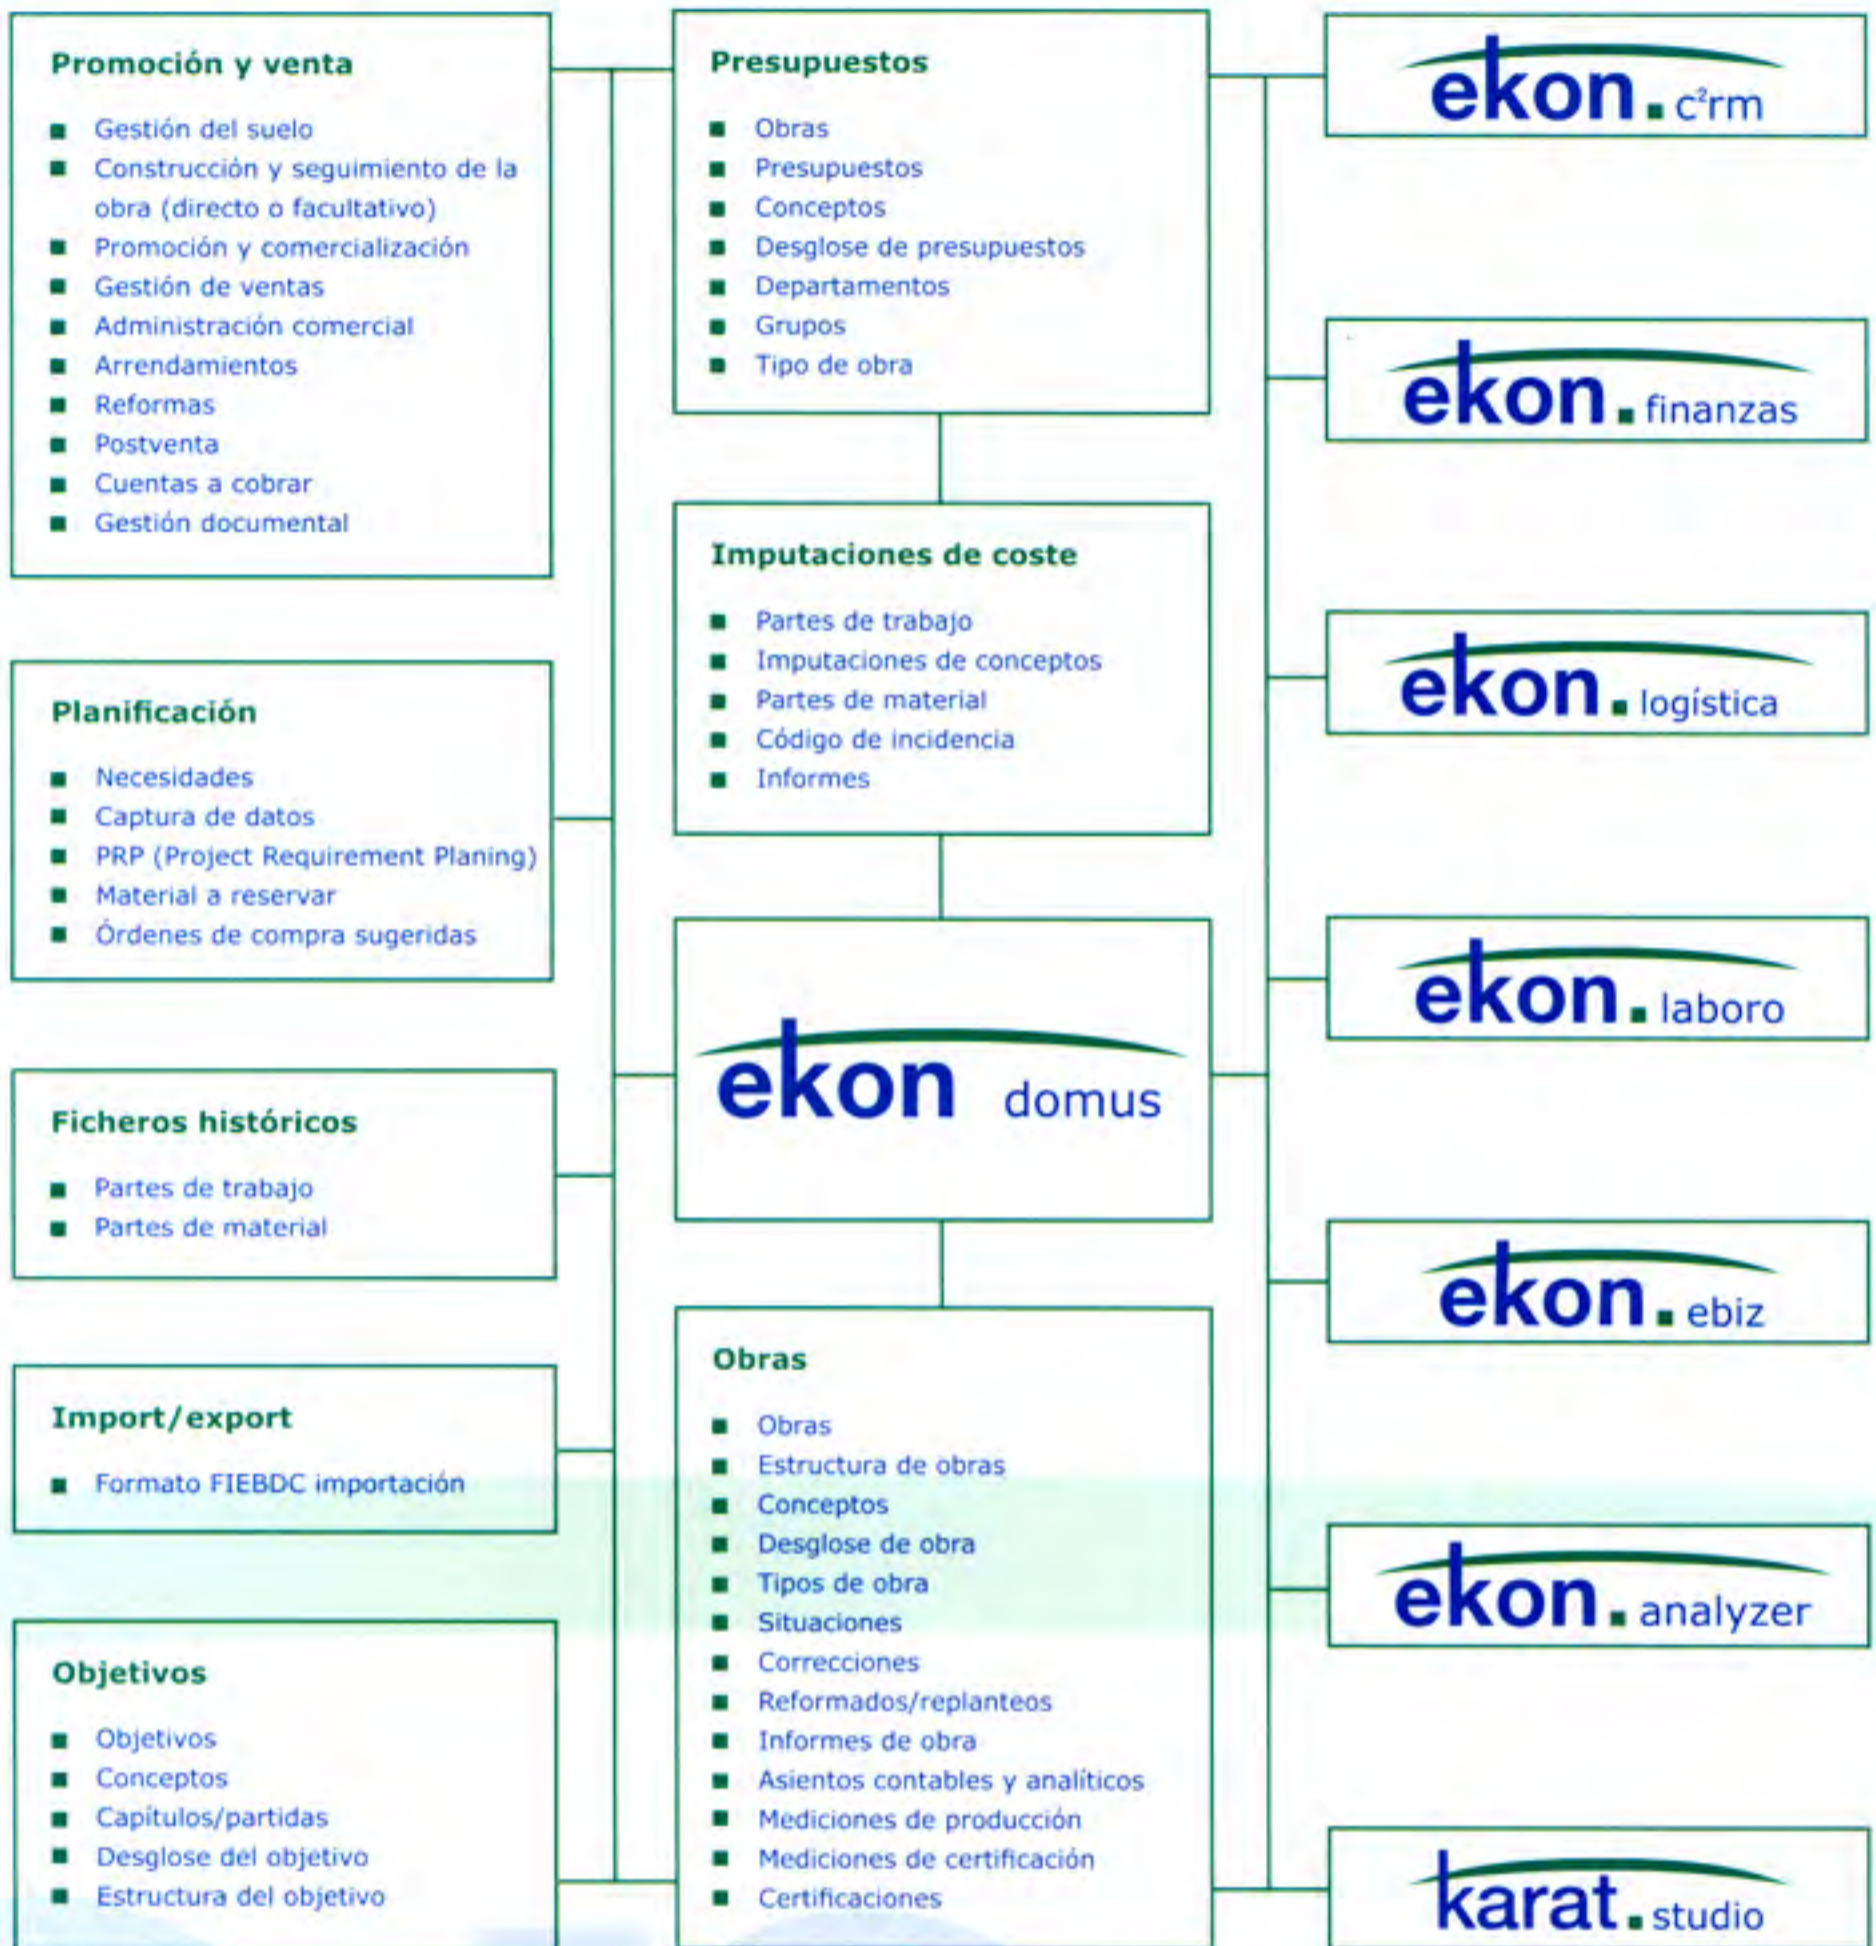 Promoción y venta
Gestión del suelo
Construcción y seguimiento de la
obra (directo o facultativo)
Promoción y comercialización
Gestión de ventas
Administración comercial
Arrendamientos
Reformas
Postventa
Cuentas a cobrar
Gestión documental
Planificación
Necesidades
Captura de datos
PRP (Project Requirement Planing)
Material a reservar
Órdenes de compra sugeridas
Ficheros históricos
Partes de trabajo
Partes de material
Import/export
Formato FIEBDC importación
Objetivos
Objetivos
Conceptos
Capítulos/partidas
Desglose del objetivo
Estructura del objetivo
Presupuestos
Obras
Presupuestos
Conceptos
Desglose de presupuestos
Departamentos
Grupos
Tipo de obra
Imputaciones de coste
Partes de trabajo
Imputaciones de conceptos
Partes de material
Código de incidencia
Informes
ekon domus
Obras
Obras
Estructura de obras
Conceptos
Desglose de obra
Tipos de obra
Situaciones
Correcciones
Reformados/replanteos
Informes de obra
Asientos contables y analíticos
Mediciones de producción
Mediciones de certificación
Certificaciones
ekon.c²rm
ekon.finanzas
ekon.logística
ekon.laboro
ekon.ebiz
ekon.analyzer
karat.studio